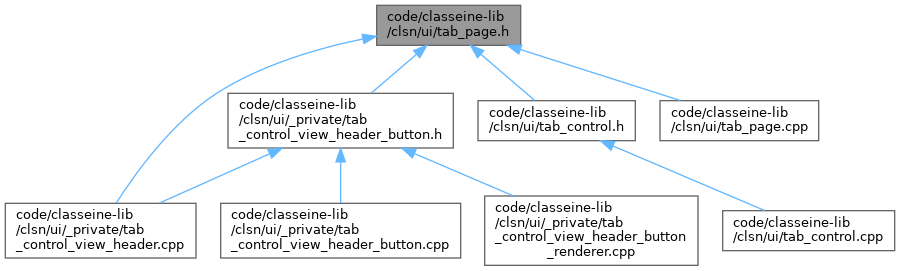 code/classeine-lib
/clsn/ui/tab_page.h
code/classeine-lib
/clsn/ui/_private/tab
_control_view_header_button.h
code/classeine-lib
/clsn/ui/tab_control.h
code/classeine-lib
/clsn/ui/tab_page.cpp
code/classeine-lib
/clsn/ui/_private/tab
_control_view_header.cpp
code/classeine-lib
/clsn/ui/_private/tab
_control_view_header_button.cpp
code/classeine-lib
/clsn/ui/_private/tab
_control_view_header_button
_renderer.cpp
code/classeine-lib
/clsn/ui/tab_control.cpp